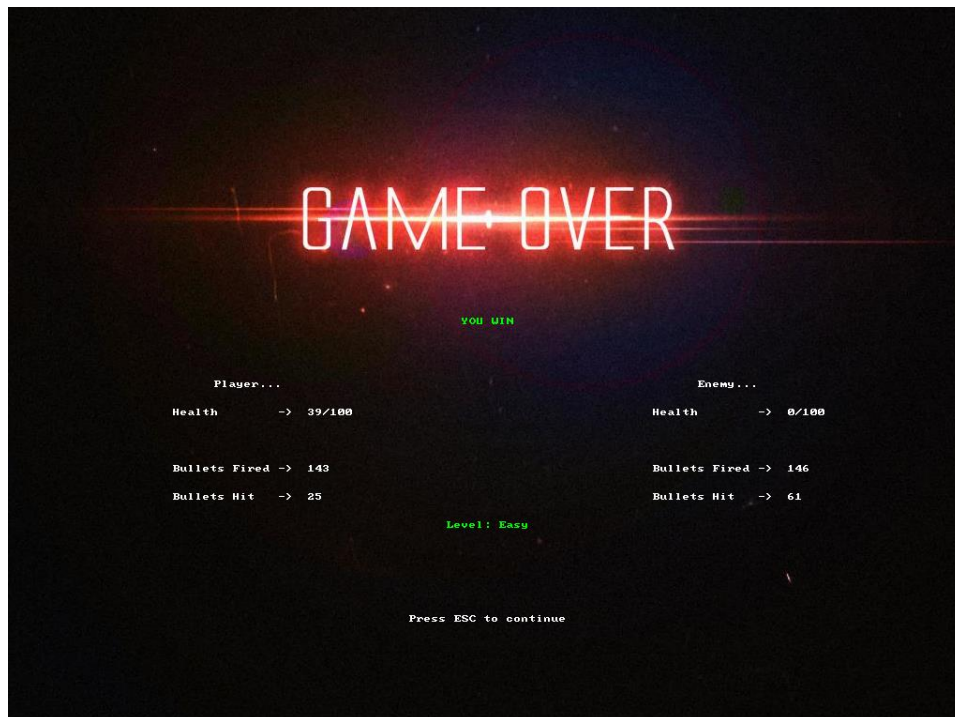 GAME OVER
YOU WIN
Player... Enemy...
Health -> 39/100 Health -> 0/100
Bullets Fired -> 143 Bullets Fired -> 146
Bullets Hit -> 25 Bullets Hit -> 61
Level: Easy
Press ESC to continue